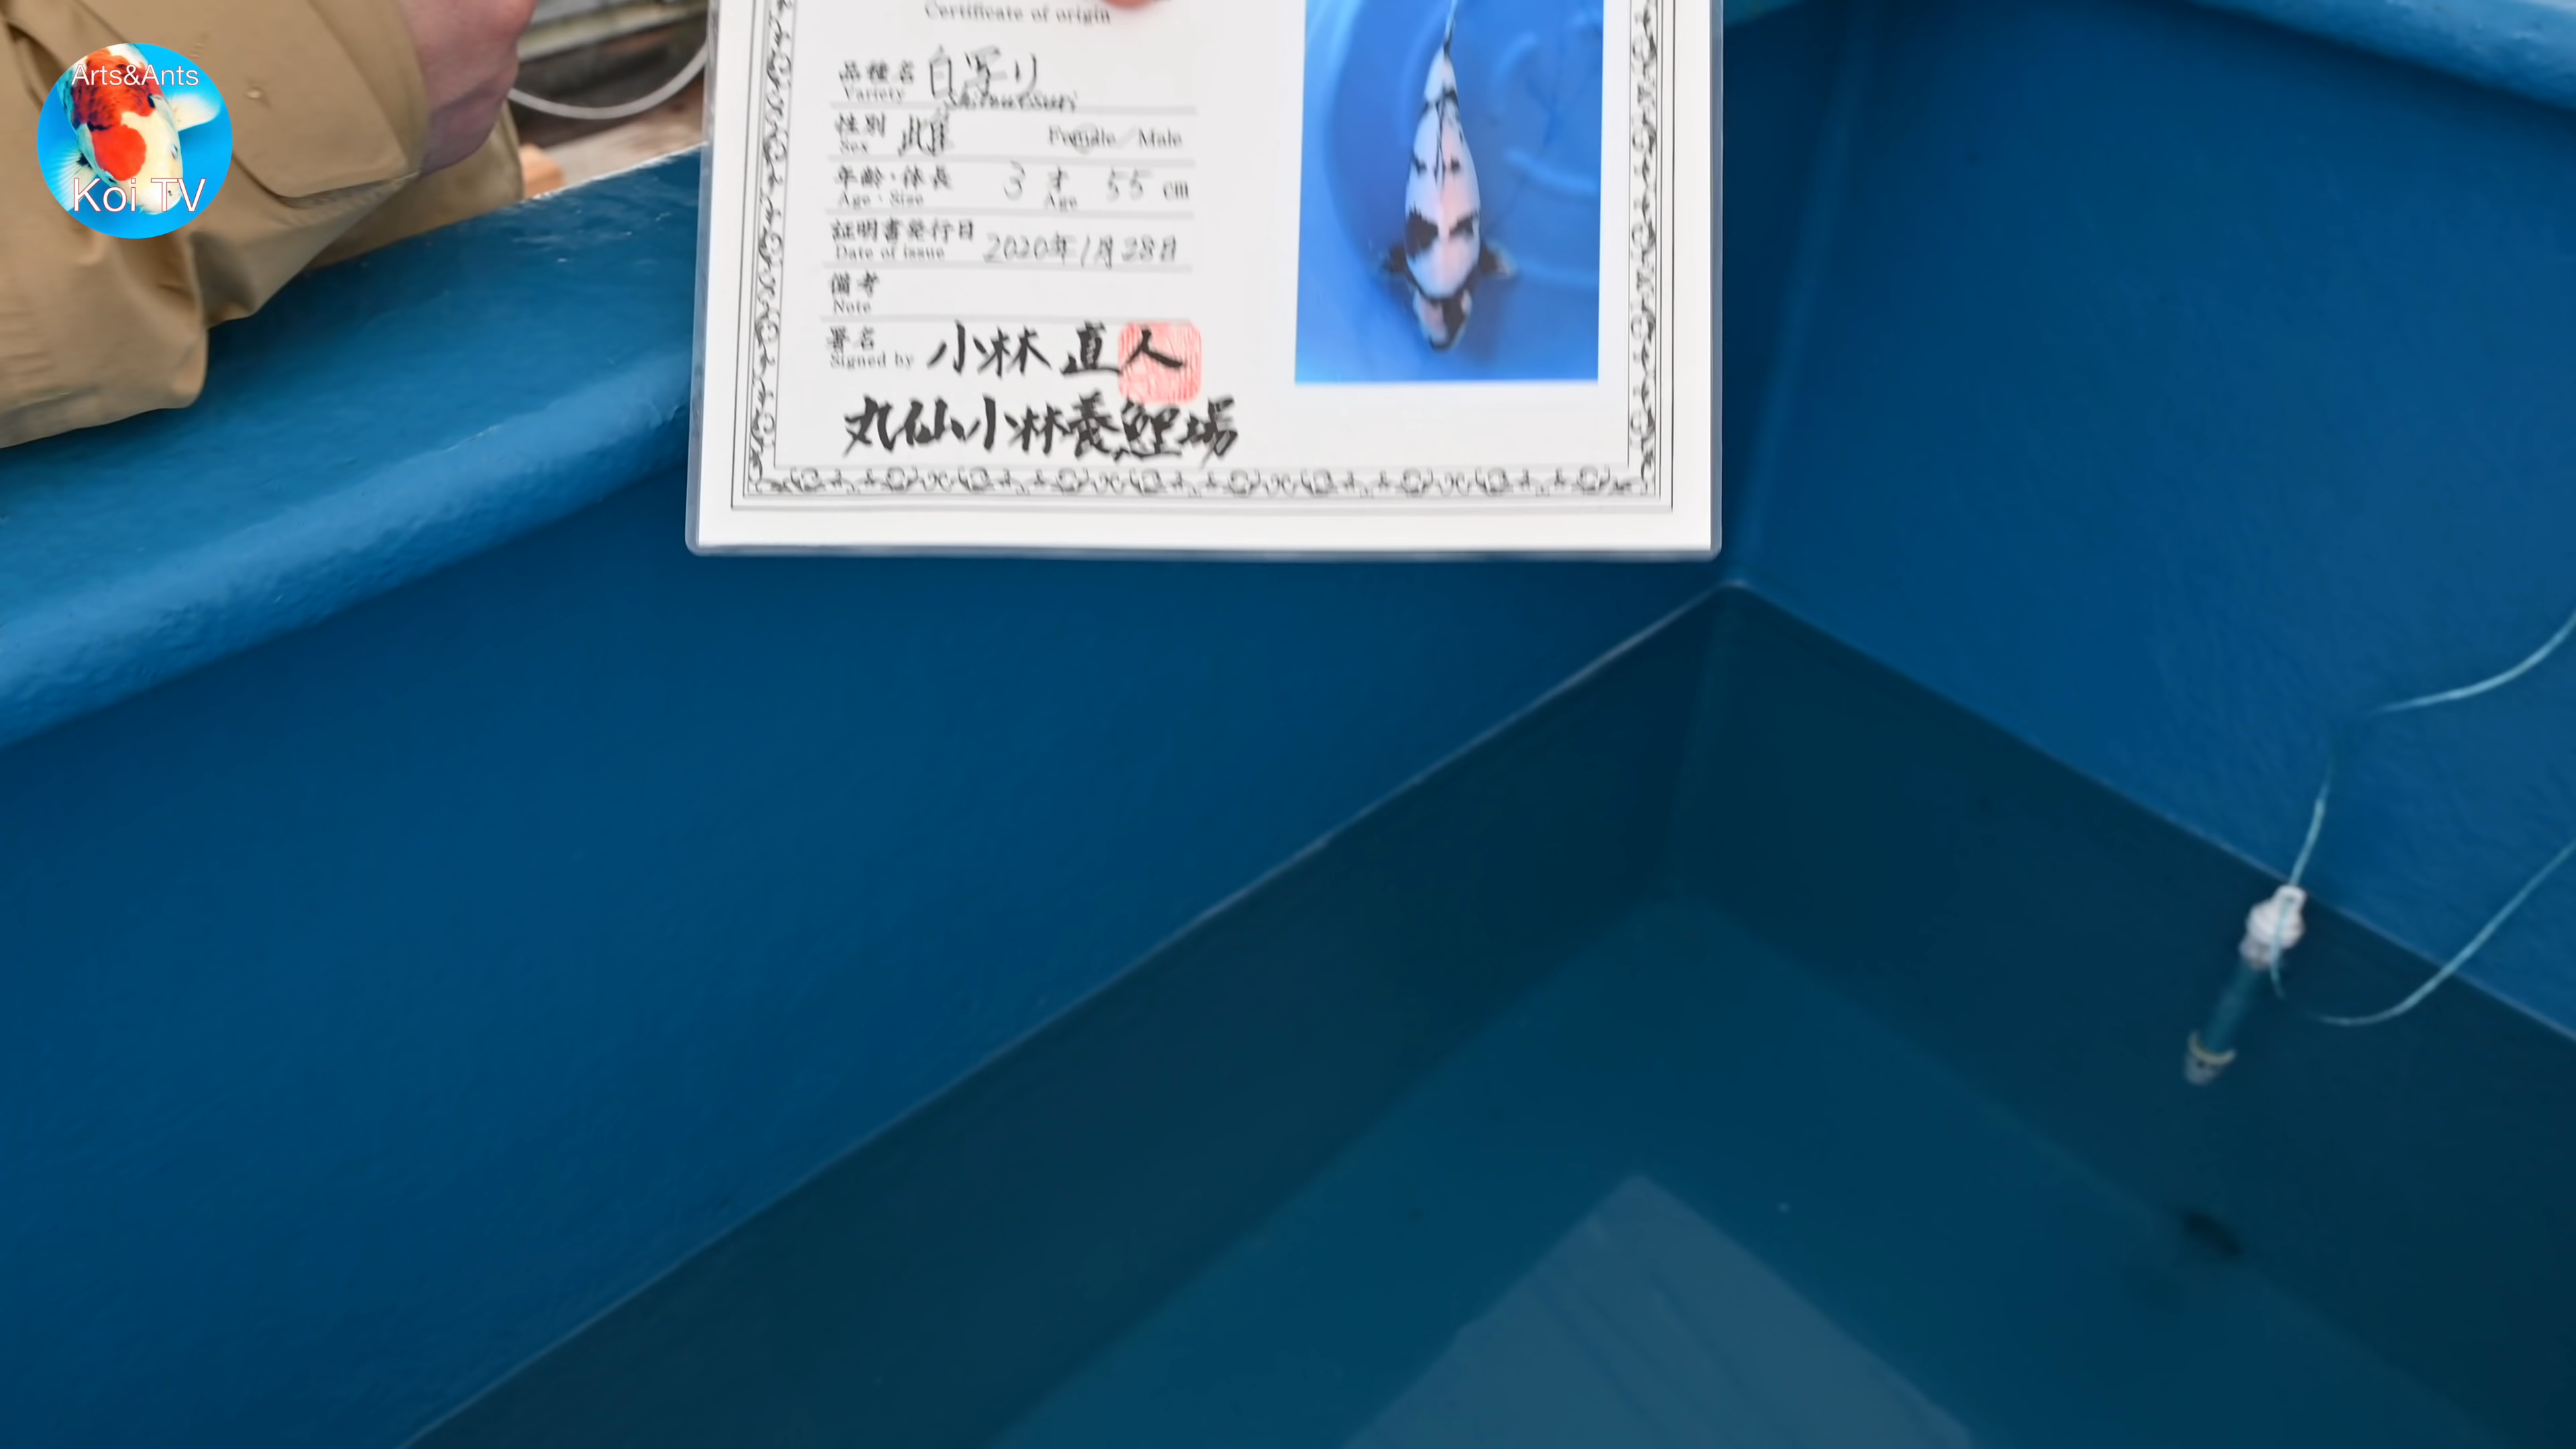 Arts&Ants
Koi TV
Certificate of origin
品種名 白写り
Variety Shiroutsuri
性別 雌 Female/Male
Sex
年齢・体長 3才 55 cm
Age・Size Age
証明書発行日 2020年1月28日
Date of issue
備考
Note
署名 小林直人
Signed by
丸仙小林養鯉場